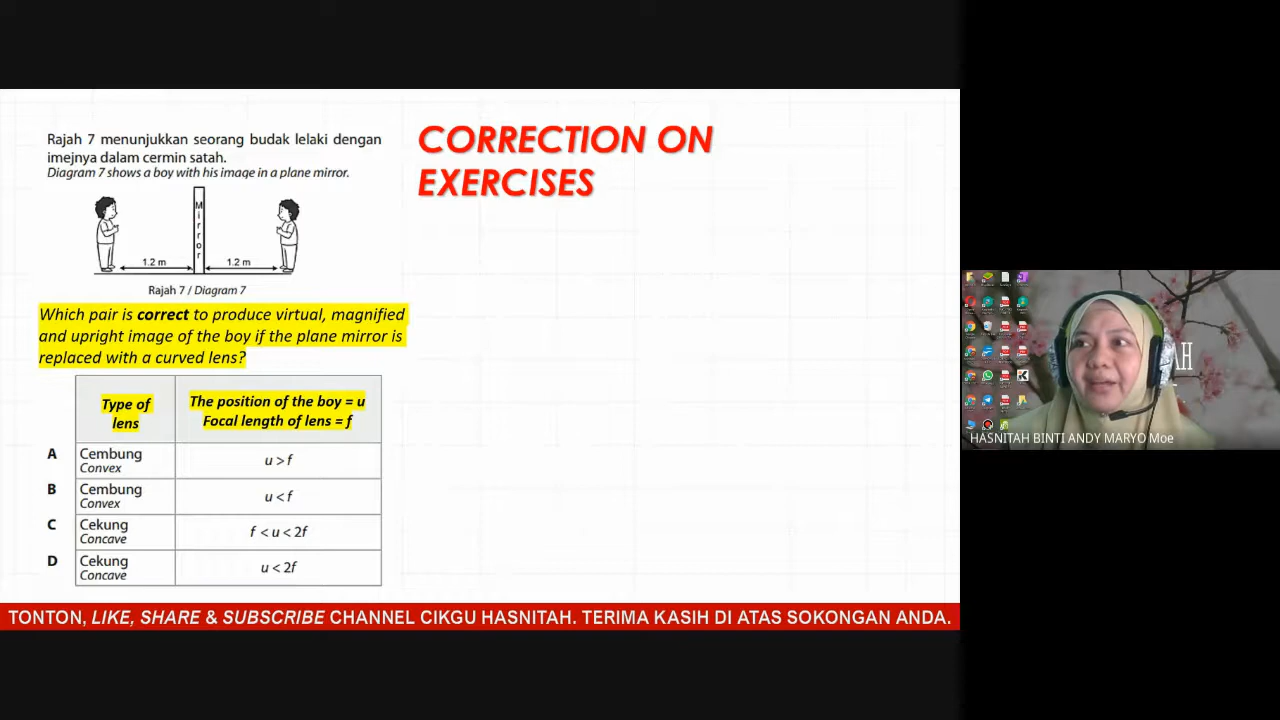 Rajah 7 menunjukkan seorang budak lelaki dengan
imejnya dalam cermin satah.
Diagram 7 shows a boy with his image in a plane mirror.
Mirror
1.2 m
1.2 m
Rajah 7 / Diagram 7
Which pair is correct to produce virtual, magnified
and upright image of the boy if the plane mirror is
replaced with a curved lens?
Type of
lens
The position of the boy = u
Focal length of lens = f
A Cembung
Convex
u > f
B Cembung
Convex
u < f
C Cekung
Concave
f < u < 2f
D Cekung
Concave
u < 2f
CORRECTION ON
EXERCISES
HASNITAH BINTI ANDY MARYO Moe
TONTON, LIKE, SHARE & SUBSCRIBE CHANNEL CIKGU HASNITAH. TERIMA KASIH DI ATAS SOKONGAN ANDA.